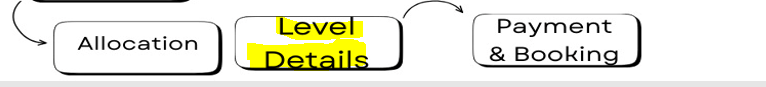 Allocation
Level
Details
Payment
& Booking